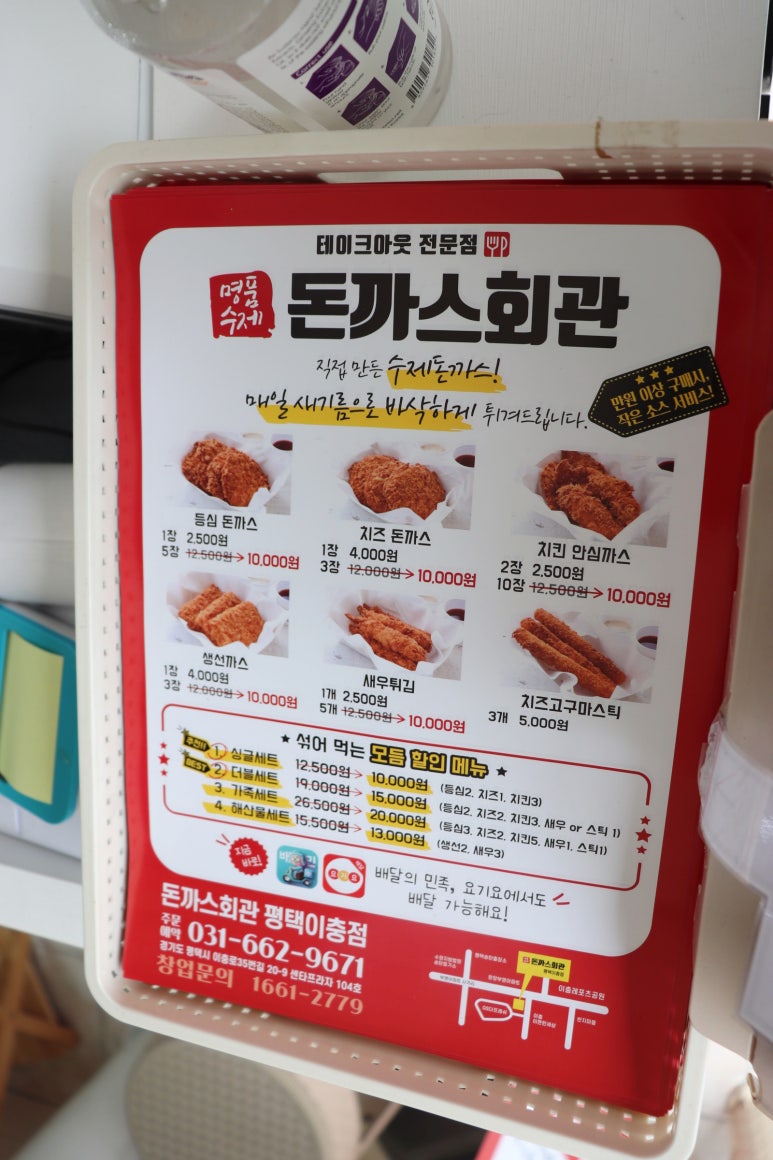 Correct use
테이크아웃 전문점
명품 수제
돈까스회관
직접 만든 수제돈까스!
매일 새기름으로 바삭하게 튀겨드립니다.
만원 이상 구매시,
작은 소스 서비스!
등심 돈까스
1장 2,500원
5장 12,500원→10,000원
치즈 돈까스
1장 4,000원
3장 12,000원→10,000원
치킨 안심까스
2장 2,500원
10장 12,500원→10,000원
생선까스
1장 4,000원
3장 12,000원→10,000원
새우튀김
1개 2,500원
5개 12,500원→10,000원
치즈고구마스틱
3개 5,000원
★ 섞어 먹는 모듬 할인 메뉴 ★
추천!! 1. 싱글세트 12,500원→10,000원 (등심2. 치즈1. 치킨3)
BEST 2. 더블세트 19,000원→15,000원 (등심2. 치즈2. 치킨3. 새우 or 스틱 1)
3. 가족세트 26,500원→20,000원 (등심3. 치즈2. 치킨5. 새우1. 스틱1)
4. 해산물세트 15,500원→13,000원 (생선2. 새우3)
지금 바로!
배달의 민족, 요기요에서도
배달 가능해요!
돈까스회관 평택이충점
주문 예약 031-662-9671
경기도 평택시 이충로35번길 20-9 센타프라자 104호
창업문의 1661-2779
돈까스회관
평택이충점
이충레포츠공원